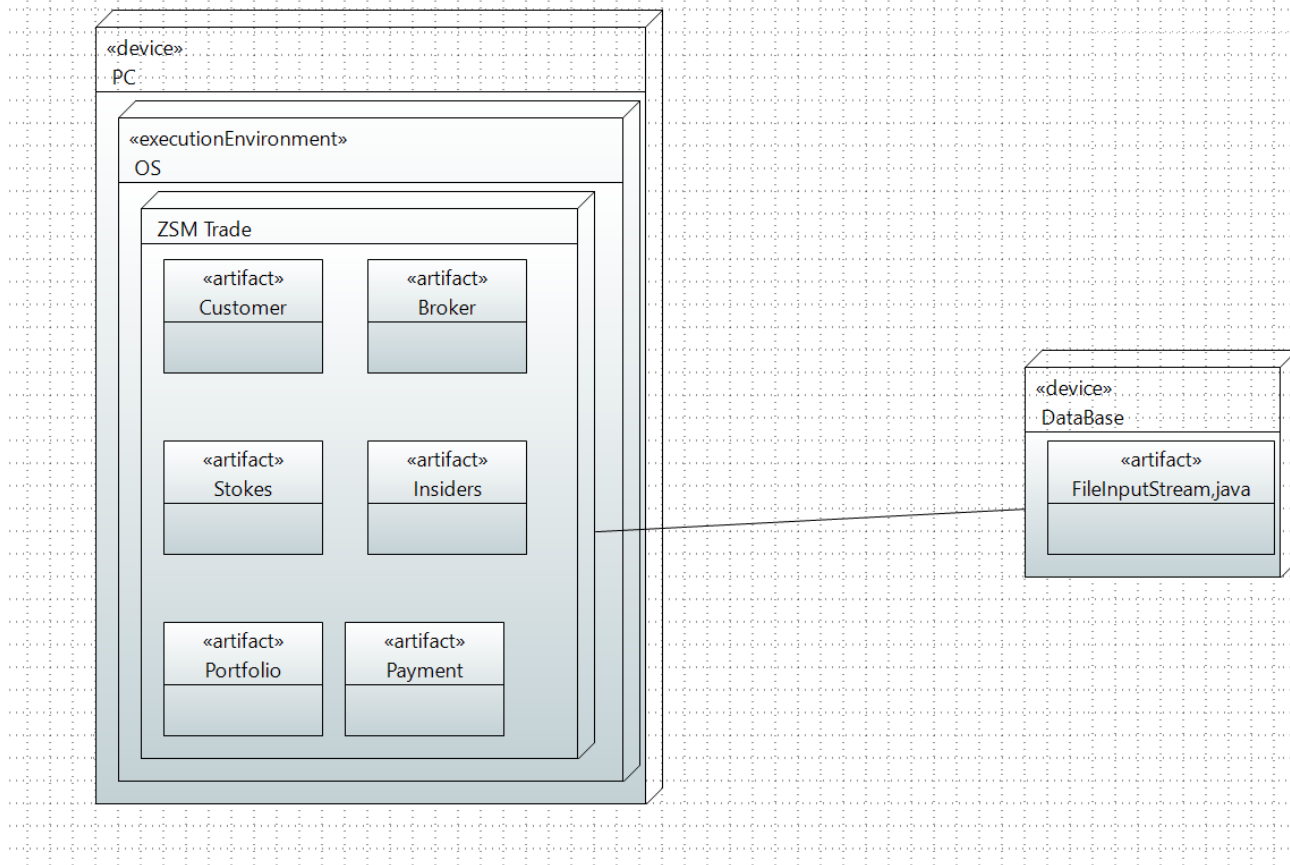 «device»
PC
«executionEnvironment»
OS
ZSM Trade
«artifact»
Customer
«artifact»
Broker
«artifact»
Stokes
«artifact»
Insiders
«artifact»
Portfolio
«artifact»
Payment
«device»
DataBase
«artifact»
FileInputStream,java